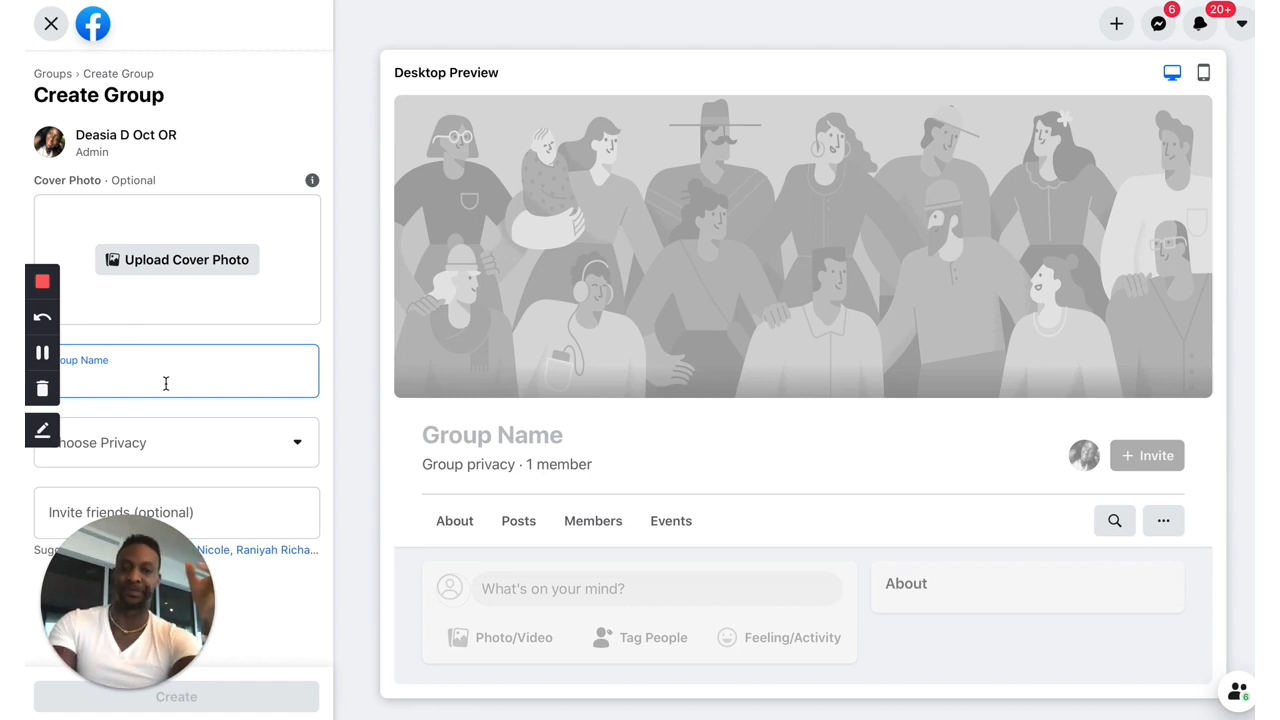 6
20+
Groups › Create Group
Create Group
Deasia D Oct OR
Admin
Cover Photo · Optional
Upload Cover Photo
oup Name
hoose Privacy
Invite friends (optional)
Nicole, Raniyah Richa...
Create
Desktop Preview
Group Name
Group privacy · 1 member
+ Invite
About
Posts
Members
Events
What's on your mind?
Photo/Video
Tag People
Feeling/Activity
About
6